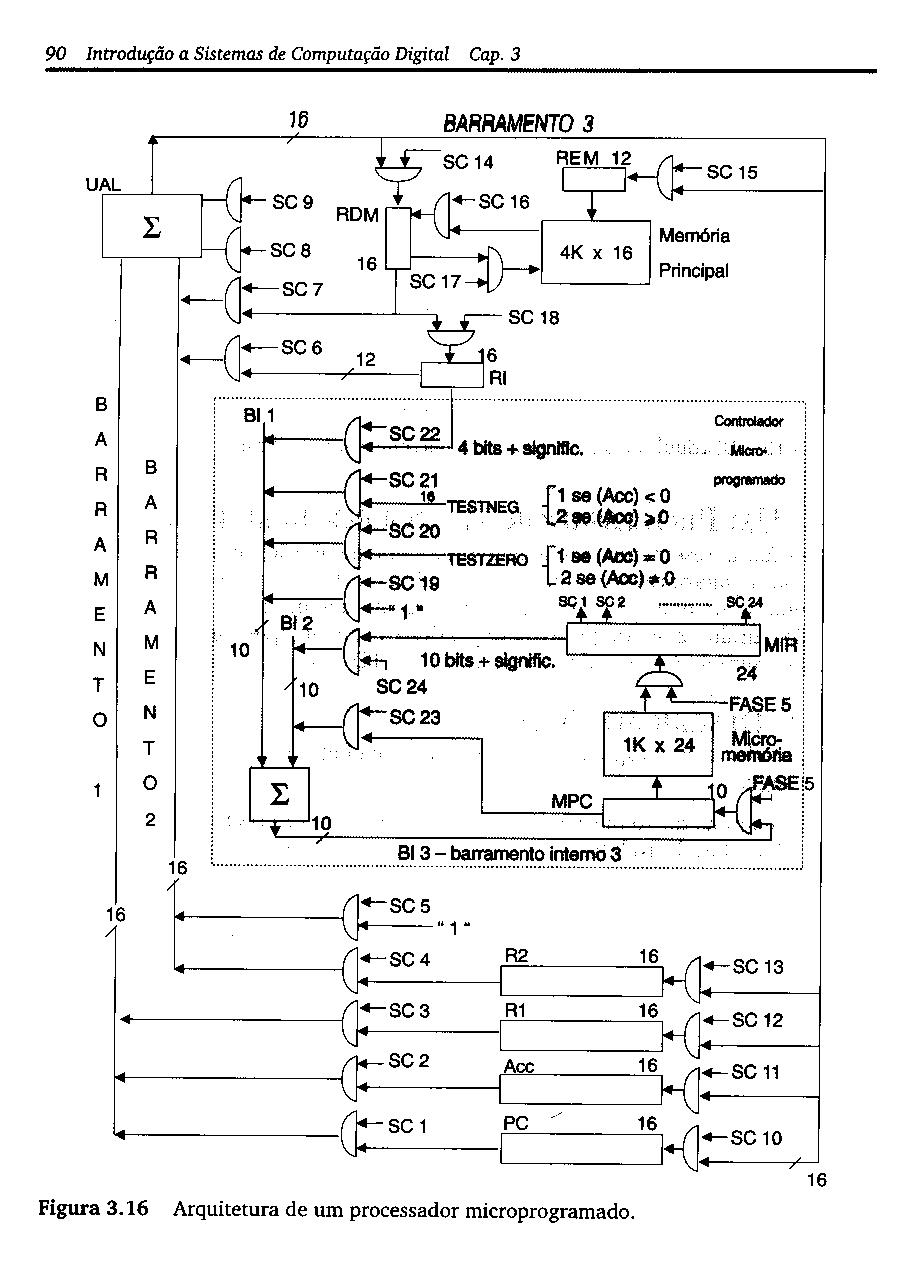 90 Introdução a Sistemas de Computação Digital Cap. 3
16
BARRAMENTO 3
UAL
Σ
SC 9
SC 8
SC 7
SC 6
12
SC 14
RDM
16
SC 16
SC 17
REM 12
SC 15
4K x 16
Memória
Principal
SC 18
16
RI
BARRAMENTO 1
BARRAMENTO 2
BI 1
SC 22
4 bits + signific.
Controlador
Micro-
programado
SC 21
16
TESTNEG
1 se (Acc) < 0
2 se (Acc) ⩾ 0
SC 20
TESTZERO
1 se (Acc) = 0
2 se (Acc) ≠ 0
SC 19
"1"
SC 1 SC 2 ............. SC 24
MIR
24
10
BI 2
10
10 bits + signific.
SC 24
SC 23
FASE 5
1K x 24
Micro-
memória
MPC
10
FASE 5
Σ
10
BI 3 – barramento interno 3
16
16
SC 5
"1"
SC 4
R2
16
SC 13
SC 3
R1
16
SC 12
SC 2
Acc
16
SC 11
SC 1
PC
16
SC 10
16
Figura 3.16 Arquitetura de um processador microprogramado.